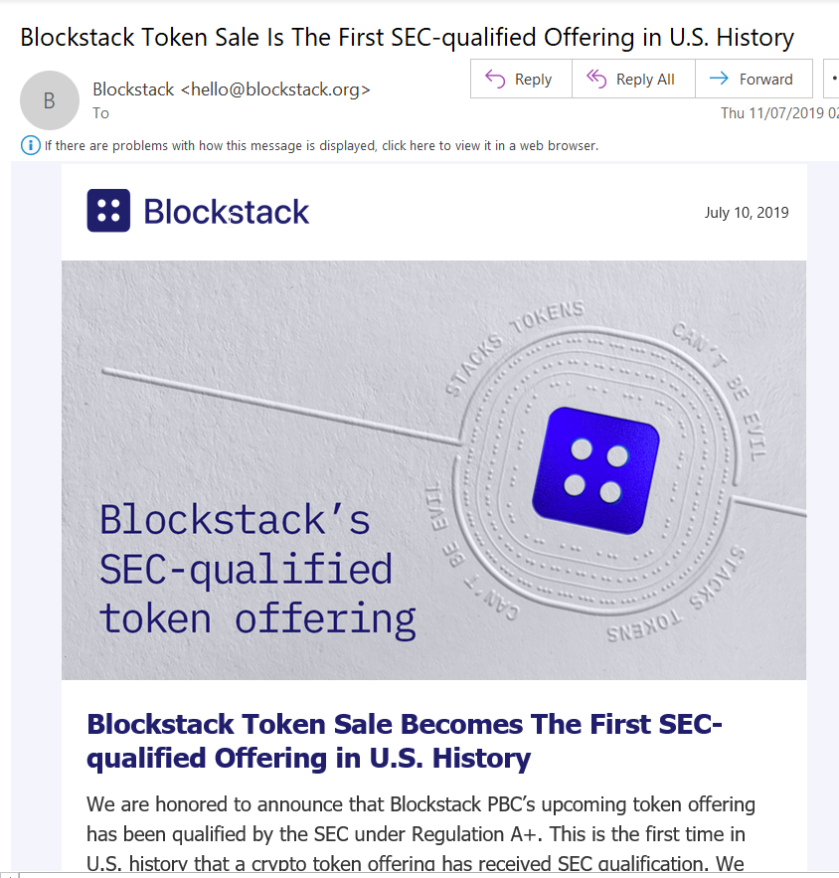 Blockstack Token Sale Is The First SEC-qualified Offering in U.S. History
B
Blockstack <hello@blockstack.org>
Reply
Reply All
Forward
To
Thu 11/07/2019
If there are problems with how this message is displayed, click here to view it in a web browser.
Blockstack
July 10, 2019
STACKS TOKENS
CAN'T BE EVIL
CAN'T BE EVIL
STACKS TOKENS
Blockstack's
SEC-qualified
token offering
Blockstack Token Sale Becomes The First SEC-
qualified Offering in U.S. History
We are honored to announce that Blockstack PBC's upcoming token offering
has been qualified by the SEC under Regulation A+. This is the first time in
U.S. history that a crypto token offering has received SEC qualification. We